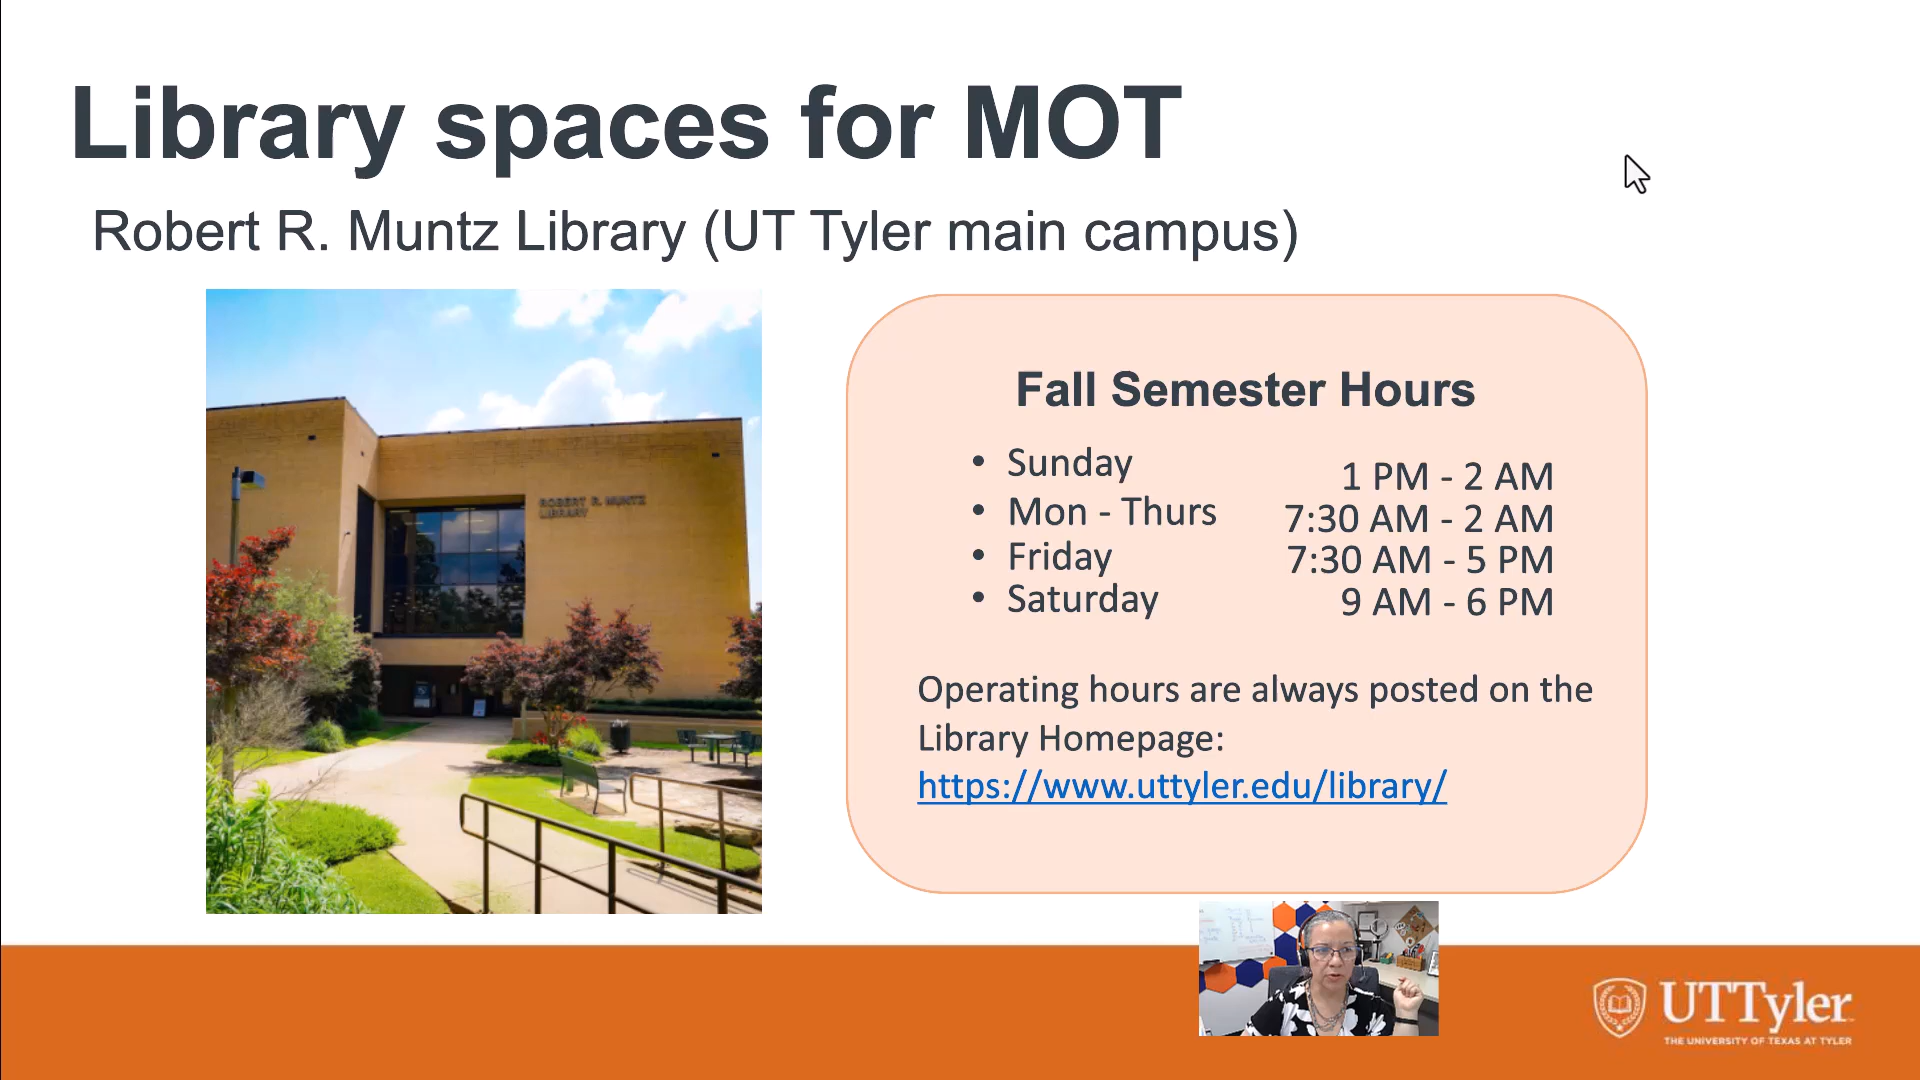 Library spaces for MOT
Robert R. Muntz Library (UT Tyler main campus)
ROBERT R. MUNTZ
LIBRARY
Fall Semester Hours
• Sunday 1 PM - 2 AM
• Mon - Thurs 7:30 AM - 2 AM
• Friday 7:30 AM - 5 PM
• Saturday 9 AM - 6 PM
Operating hours are always posted on the
Library Homepage:
https://www.uttyler.edu/library/
UTTyler
THE UNIVERSITY OF TEXAS AT TYLER